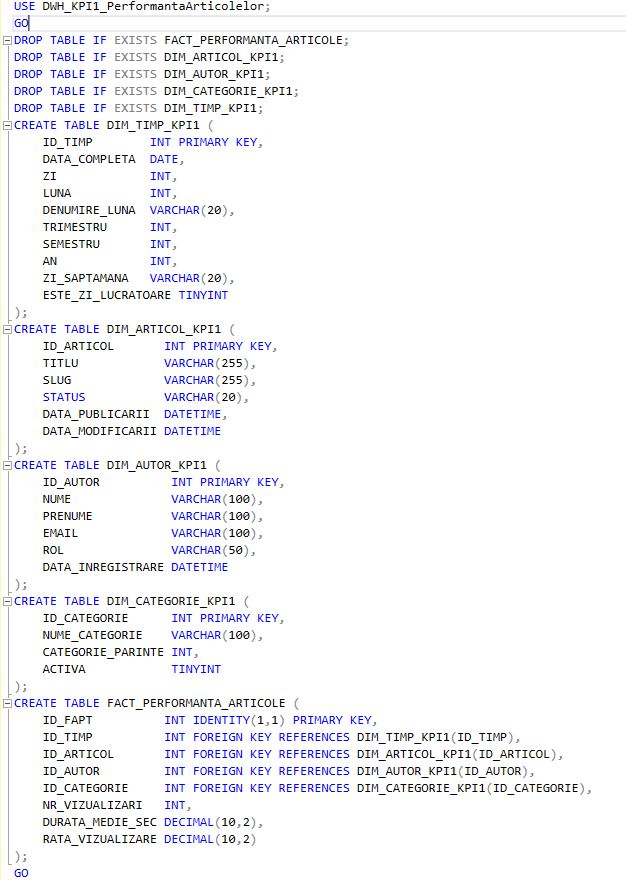 USE DWH_KPI1_PerformantaArticolelor;
GO
DROP TABLE IF EXISTS FACT_PERFORMANTA_ARTICOLE;
DROP TABLE IF EXISTS DIM_ARTICOL_KPI1;
DROP TABLE IF EXISTS DIM_AUTOR_KPI1;
DROP TABLE IF EXISTS DIM_CATEGORIE_KPI1;
DROP TABLE IF EXISTS DIM_TIMP_KPI1;
CREATE TABLE DIM_TIMP_KPI1 (
    ID_TIMP        INT PRIMARY KEY,
    DATA_COMPLETA  DATE,
    ZI             INT,
    LUNA           INT,
    DENUMIRE_LUNA  VARCHAR(20),
    TRIMESTRU      INT,
    SEMESTRU       INT,
    AN             INT,
    ZI_SAPTAMANA   VARCHAR(20),
    ESTE_ZI_LUCRATOARE TINYINT
);
CREATE TABLE DIM_ARTICOL_KPI1 (
    ID_ARTICOL       INT PRIMARY KEY,
    TITLU            VARCHAR(255),
    SLUG             VARCHAR(255),
    STATUS           VARCHAR(20),
    DATA_PUBLICARII  DATETIME,
    DATA_MODIFICARII DATETIME
);
CREATE TABLE DIM_AUTOR_KPI1 (
    ID_AUTOR          INT PRIMARY KEY,
    NUME              VARCHAR(100),
    PRENUME           VARCHAR(100),
    EMAIL             VARCHAR(100),
    ROL               VARCHAR(50),
    DATA_INREGISTRARE DATETIME
);
CREATE TABLE DIM_CATEGORIE_KPI1 (
    ID_CATEGORIE      INT PRIMARY KEY,
    NUME_CATEGORIE    VARCHAR(100),
    CATEGORIE_PARINTE INT,
    ACTIVA            TINYINT
);
CREATE TABLE FACT_PERFORMANTA_ARTICOLE (
    ID_FAPT          INT IDENTITY(1,1) PRIMARY KEY,
    ID_TIMP          INT FOREIGN KEY REFERENCES DIM_TIMP_KPI1(ID_TIMP),
    ID_ARTICOL       INT FOREIGN KEY REFERENCES DIM_ARTICOL_KPI1(ID_ARTICOL),
    ID_AUTOR         INT FOREIGN KEY REFERENCES DIM_AUTOR_KPI1(ID_AUTOR),
    ID_CATEGORIE     INT FOREIGN KEY REFERENCES DIM_CATEGORIE_KPI1(ID_CATEGORIE),
    NR_VIZUALIZARI   INT,
    DURATA_MEDIE_SEC DECIMAL(10,2),
    RATA_VIZUALIZARE DECIMAL(10,2)
);
GO